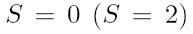 S = 0 (S = 2)